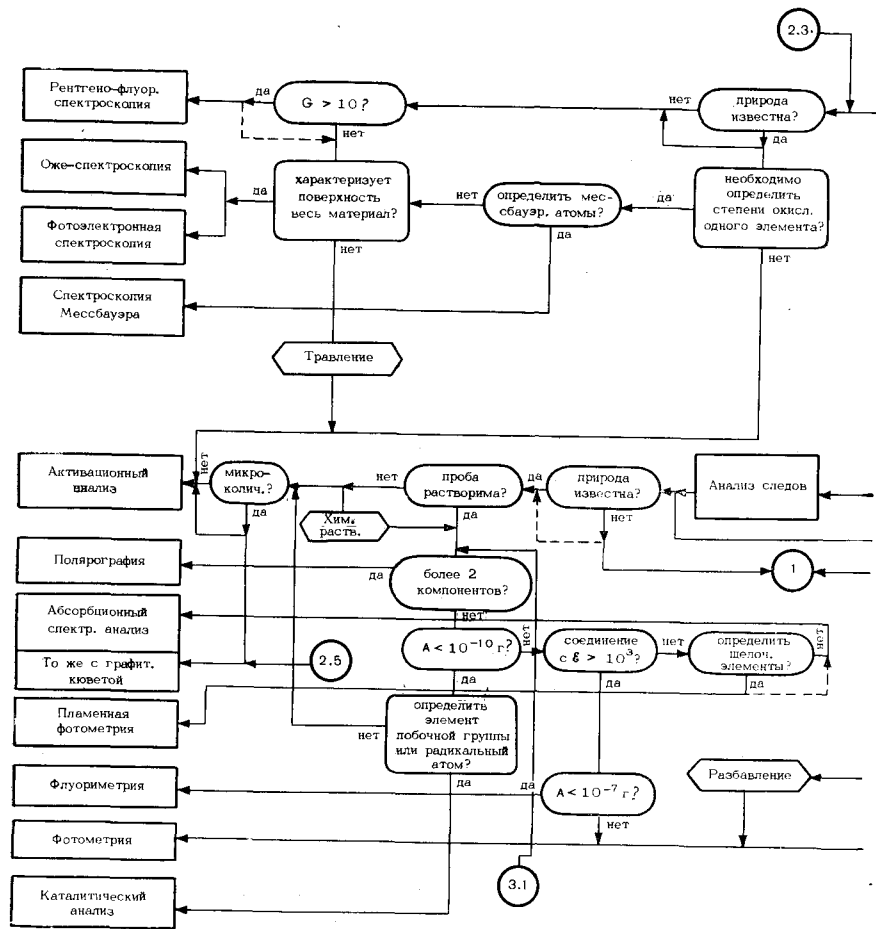 2.3.
Рентгено-флуор.
спектроскопия
да
G > 10 ?
нет
нет
природа
известна?
да
Оже-спектроскопия
Фотоэлектронная
спектроскопия
да
характеризует
поверхность
весь материал?
нет
нет
определить мес-
сбауэр. атомы?
да
да
необходимо
определить
степени окисл.
одного элемента?
нет
Спектроскопия
Мессбауэра
Травление
Активационный
анализ
нет
микро-
колич.?
да
нет
Хим.
раств.
проба
растворима?
да
да
природа
известна?
нет
Анализ следов
1
Полярография
да
более 2
компонентов?
нет
Абсорбционный
спектр. анализ
То же с графит.
кюветой
2.5
A < 10⁻¹⁰ г?
да
нет
соединение
с ε > 10³?
да
нет
определить
щелоч.
элементы?
да
нет
Пламенная
фотометрия
нет
определить
элемент
побочной группы
или радикальный
атом?
да
Флуориметрия
да
A < 10⁻⁷ г?
нет
Разбавление
Фотометрия
3.1
Каталитический
анализ